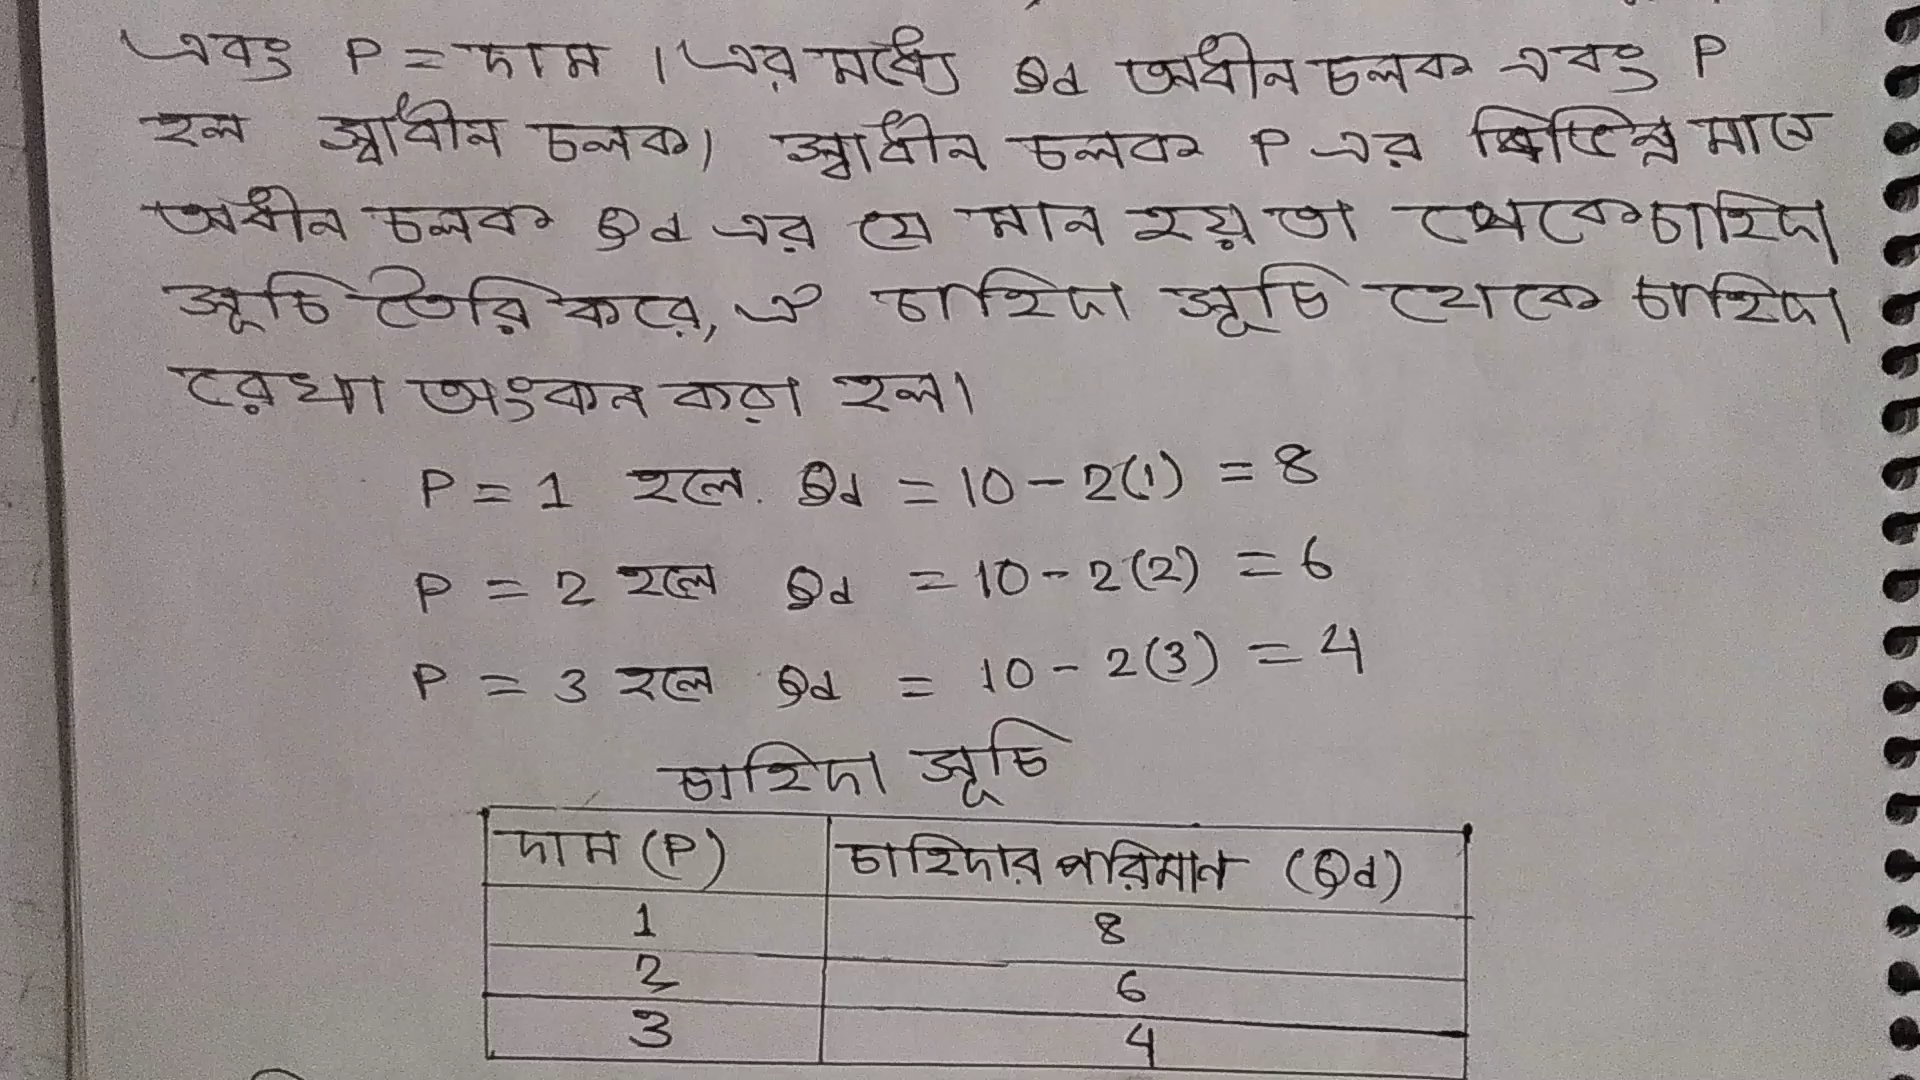 এবং P = দাম । এর মধ্যে Qd অধীন চলক এবং P
হল স্বাধীন চলক। স্বাধীন চলক P এর বিভিন্ন মানে
অধীন চলক Qd এর যে মান হয় তা থেকে চাহিদা
সূচি তৈরি করে, ঐ চাহিদা সূচি থেকে চাহিদা
রেখা অংকন করা হল।
P = 1 হলে. Qd = 10 - 2(1) = 8
P = 2 হলে Qd = 10 - 2(2) = 6
P = 3 হলে Qd = 10 - 2(3) = 4
চাহিদা সূচি
দাম (P) চাহিদার পরিমান (Qd)
1 8
2 6
3 4